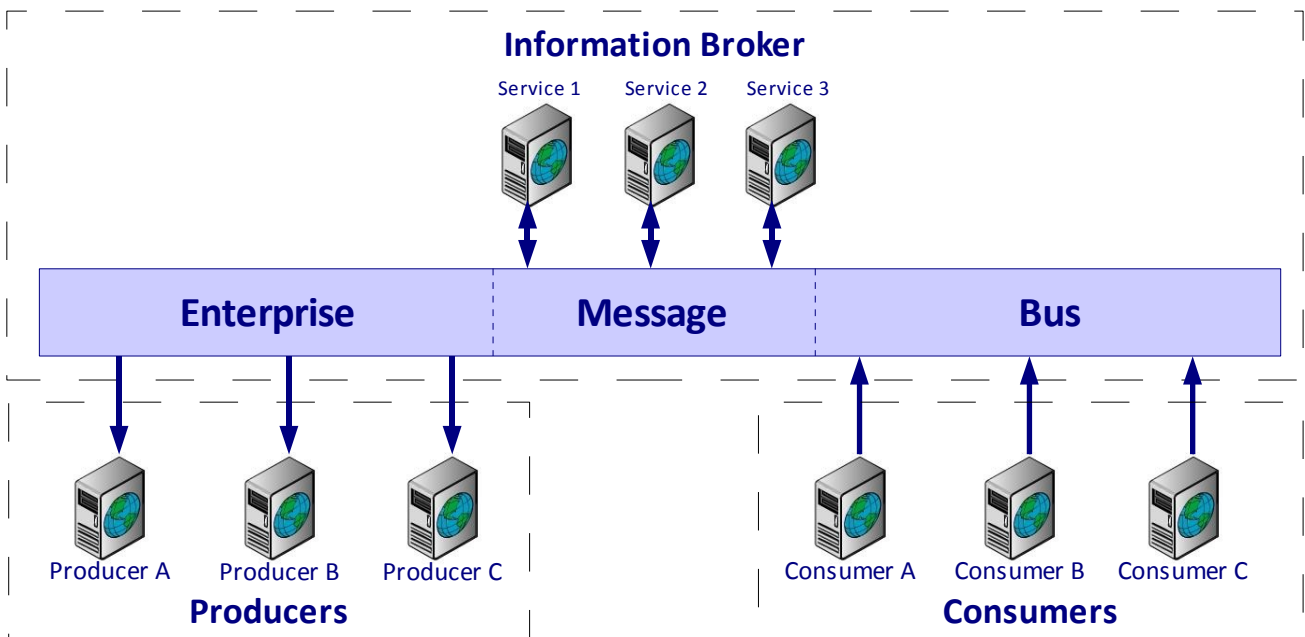 Information Broker
Service 1 Service 2 Service 3
Enterprise Message Bus
Producer A Producer B Producer C Consumer A Consumer B Consumer C
Producers Consumers